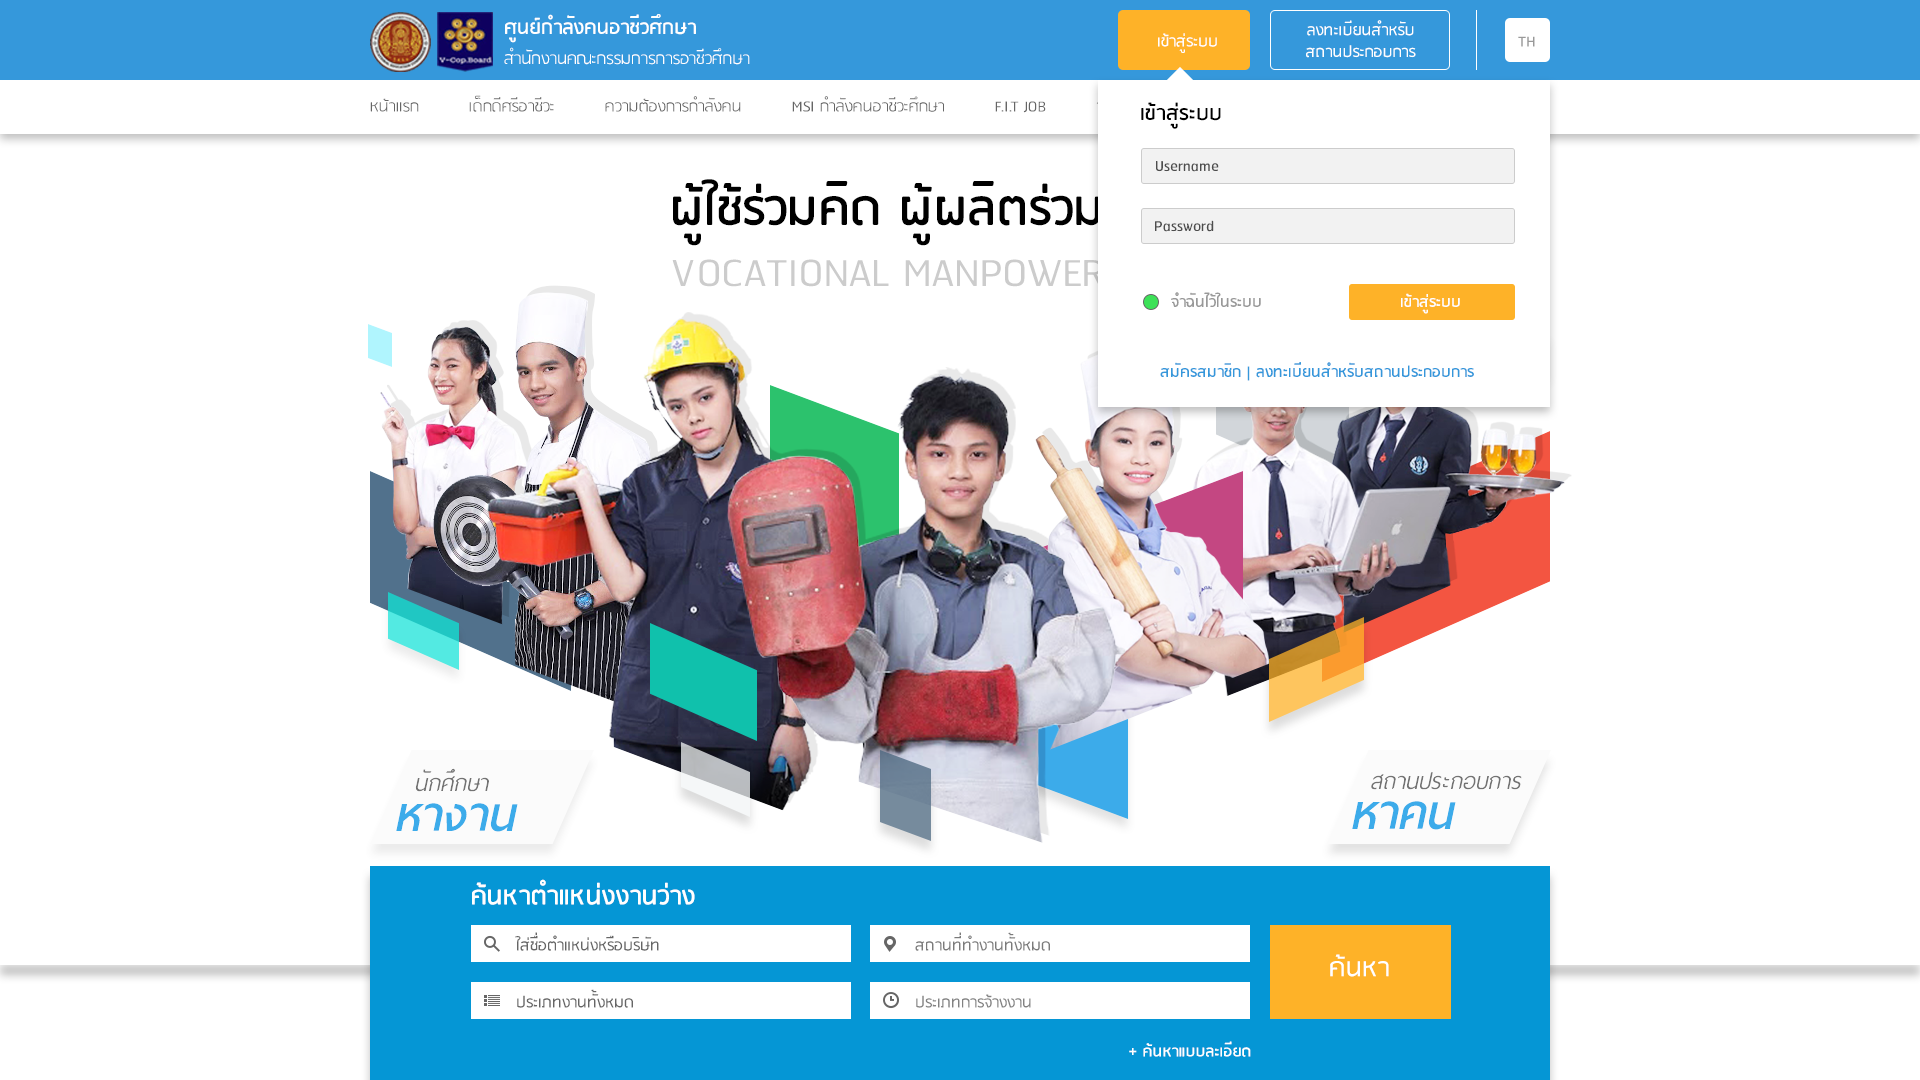 V-Cop.Board
ศูนย์กำลังคนอาชีวศึกษา
สำนักงานคณะกรรมการการอาชีวศึกษา
เข้าสู่ระบบ
ลงทะเบียนสำหรับ
สถานประกอบการ
TH
หน้าแรก
เด็กดีศรีอาชีวะ
ความต้องการกำลังคน
MSI กำลังคนอาชีวะศึกษา
F.I.T JOB
เข้าสู่ระบบ
Username
Password
จำฉันไว้ในระบบ
เข้าสู่ระบบ
สมัครสมาชิก | ลงทะเบียนสำหรับสถานประกอบการ
ผู้ใช้ร่วมคิด ผู้ผลิตร่วม
VOCATIONAL MANPOWER
นักศึกษา
หางาน
สถานประกอบการ
หาคน
ค้นหาตำแหน่งงานว่าง
ใส่ชื่อตำแหน่งหรือบริษัท
สถานที่ทำงานทั้งหมด
ค้นหา
ประเภทงานทั้งหมด
ประเภทการจ้างงาน
+ ค้นหาแบบละเอียด